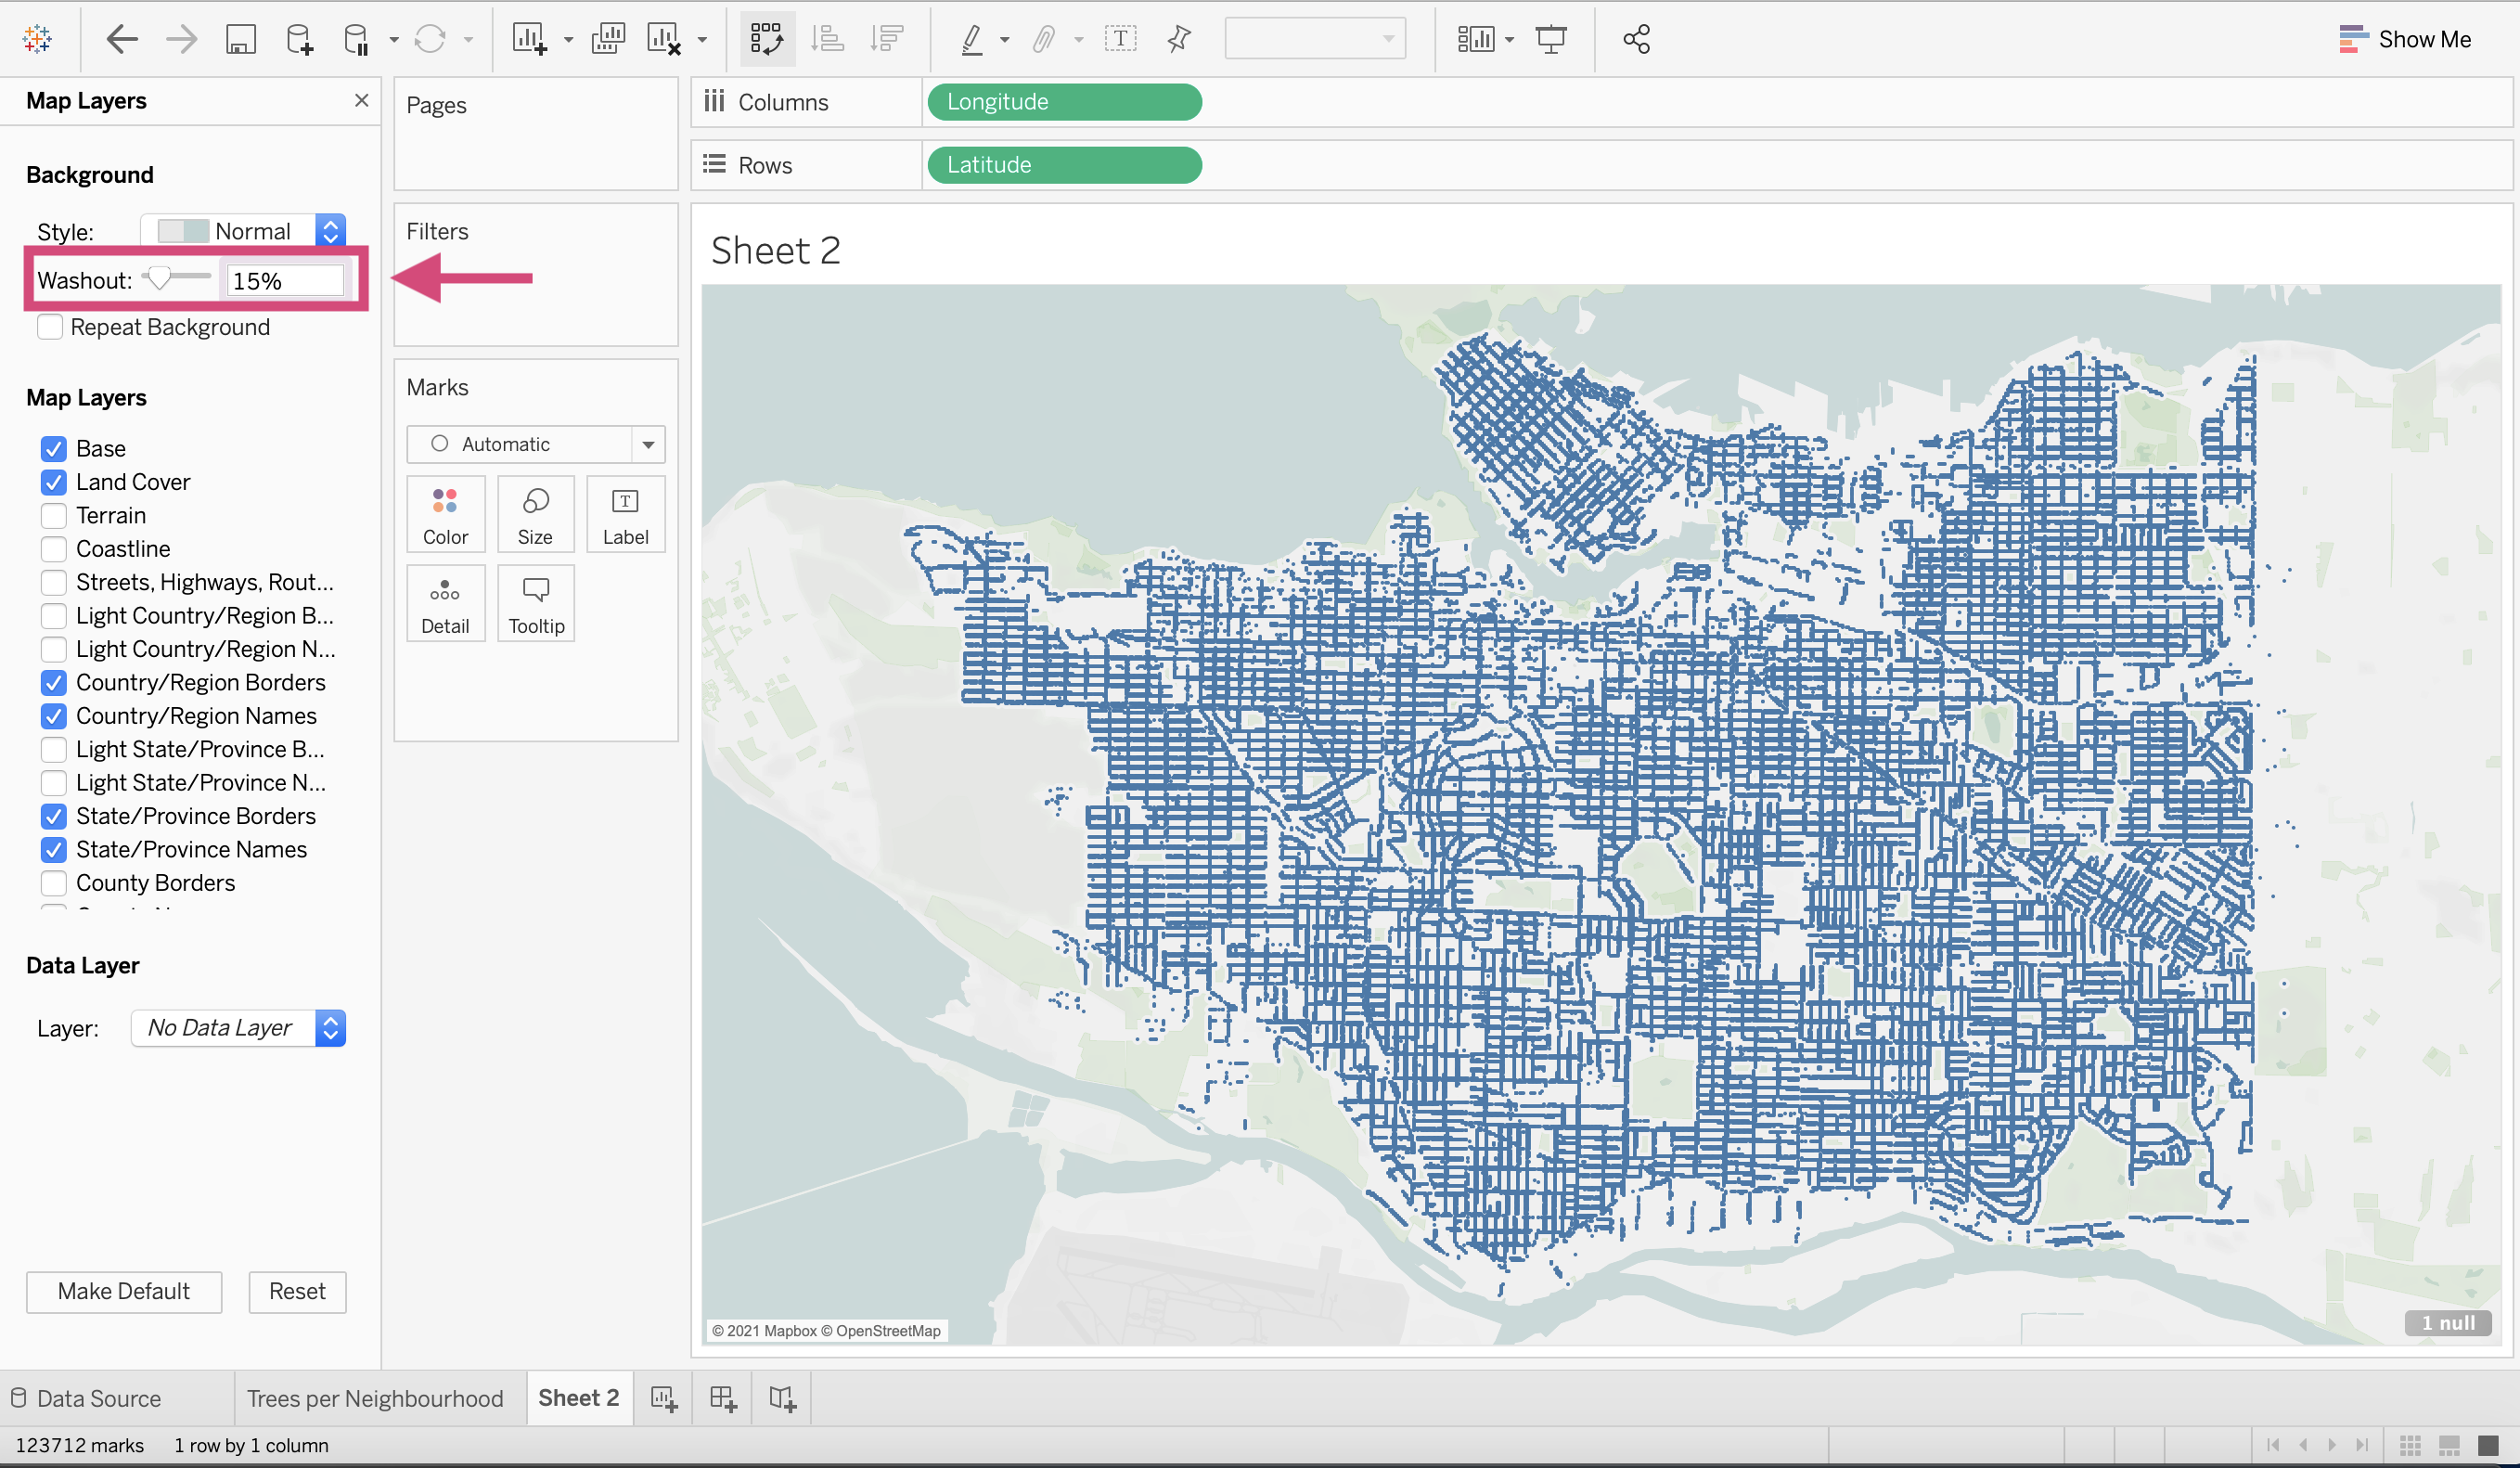 Show Me
Map Layers
Background
Style: Normal
Washout: 15%
Repeat Background
Map Layers
Base
Land Cover
Terrain
Coastline
Streets, Highways, Rout...
Light Country/Region B...
Light Country/Region N...
Country/Region Borders
Country/Region Names
Light State/Province B...
Light State/Province N...
State/Province Borders
State/Province Names
County Borders
Data Layer
Layer: No Data Layer
Make Default Reset
Pages
Filters
Marks
Automatic
Color Size Label
Detail Tooltip
Columns Longitude
Rows Latitude
Sheet 2
© 2021 Mapbox © OpenStreetMap
1 null
Data Source Trees per Neighbourhood Sheet 2
123712 marks 1 row by 1 column